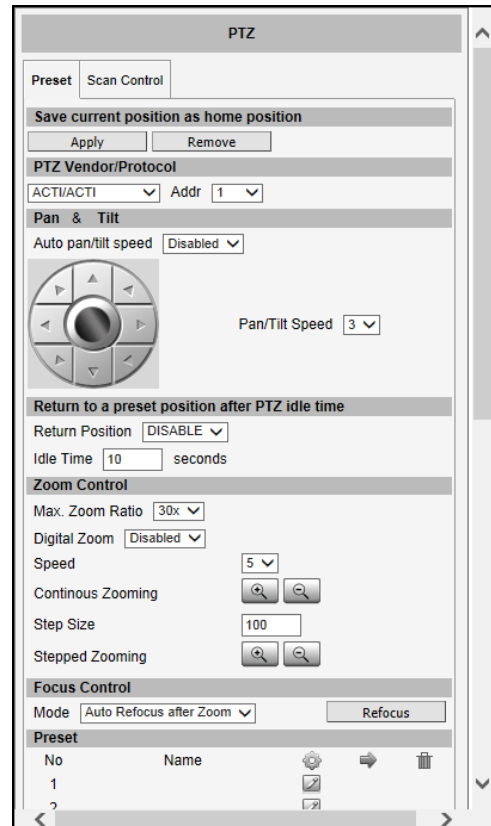 PTZ
Preset Scan Control
Save current position as home position
Apply Remove
PTZ Vendor/Protocol
ACTI/ACTI Addr 1
Pan & Tilt
Auto pan/tilt speed Disabled
Pan/Tilt Speed 3
Return to a preset position after PTZ idle time
Return Position DISABLE
Idle Time 10 seconds
Zoom Control
Max. Zoom Ratio 30x
Digital Zoom Disabled
Speed 5
Continous Zooming
Step Size 100
Stepped Zooming
Focus Control
Mode Auto Refocus after Zoom Refocus
Preset
No Name
1
2